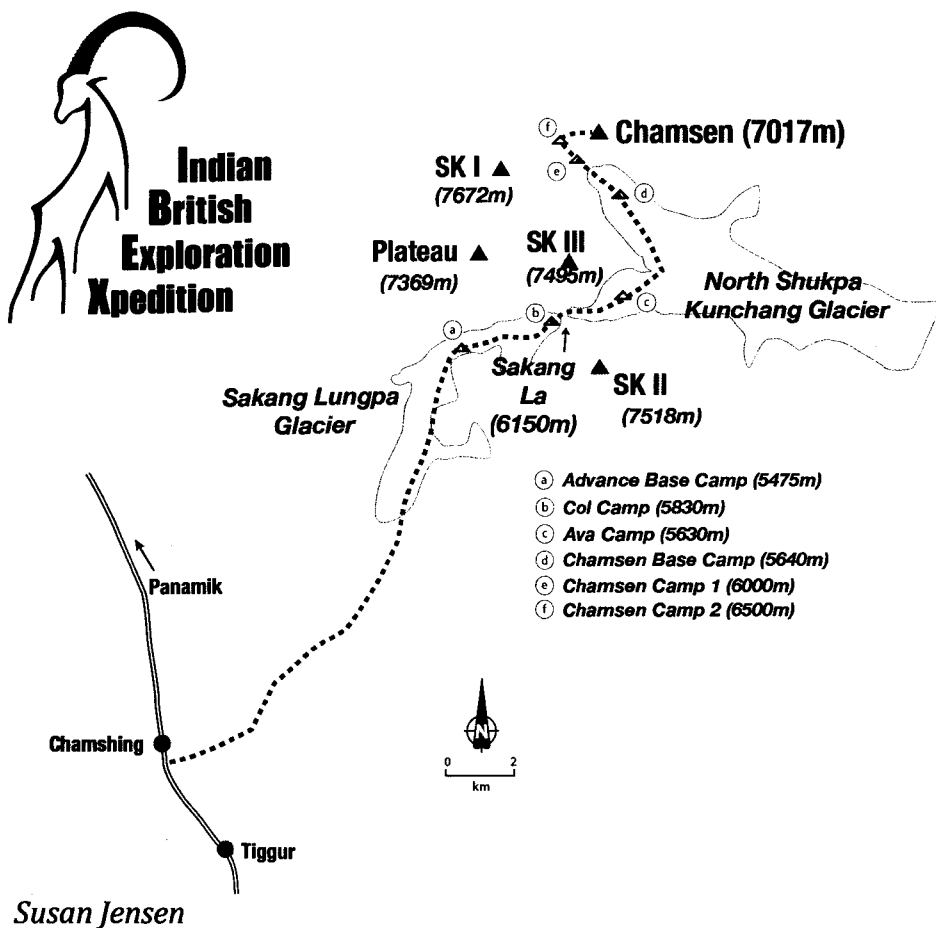 Indian
British
Exploration
Xpedition
Chamsen (7017m)
SK I
(7672m)
Plateau
(7369m)
SK III
(7495m)
North Shukpa
Kunchang Glacier
Sakang
La
(6150m)
SK II
(7518m)
Sakang Lungpa
Glacier
f
e
d
c
b
a
a Advance Base Camp (5475m)
b Col Camp (5830m)
c Ava Camp (5630m)
d Chamsen Base Camp (5640m)
e Chamsen Camp 1 (6000m)
f Chamsen Camp 2 (6500m)
Panamik
Chamshing
Tiggur
N
0 2
km
Susan Jensen